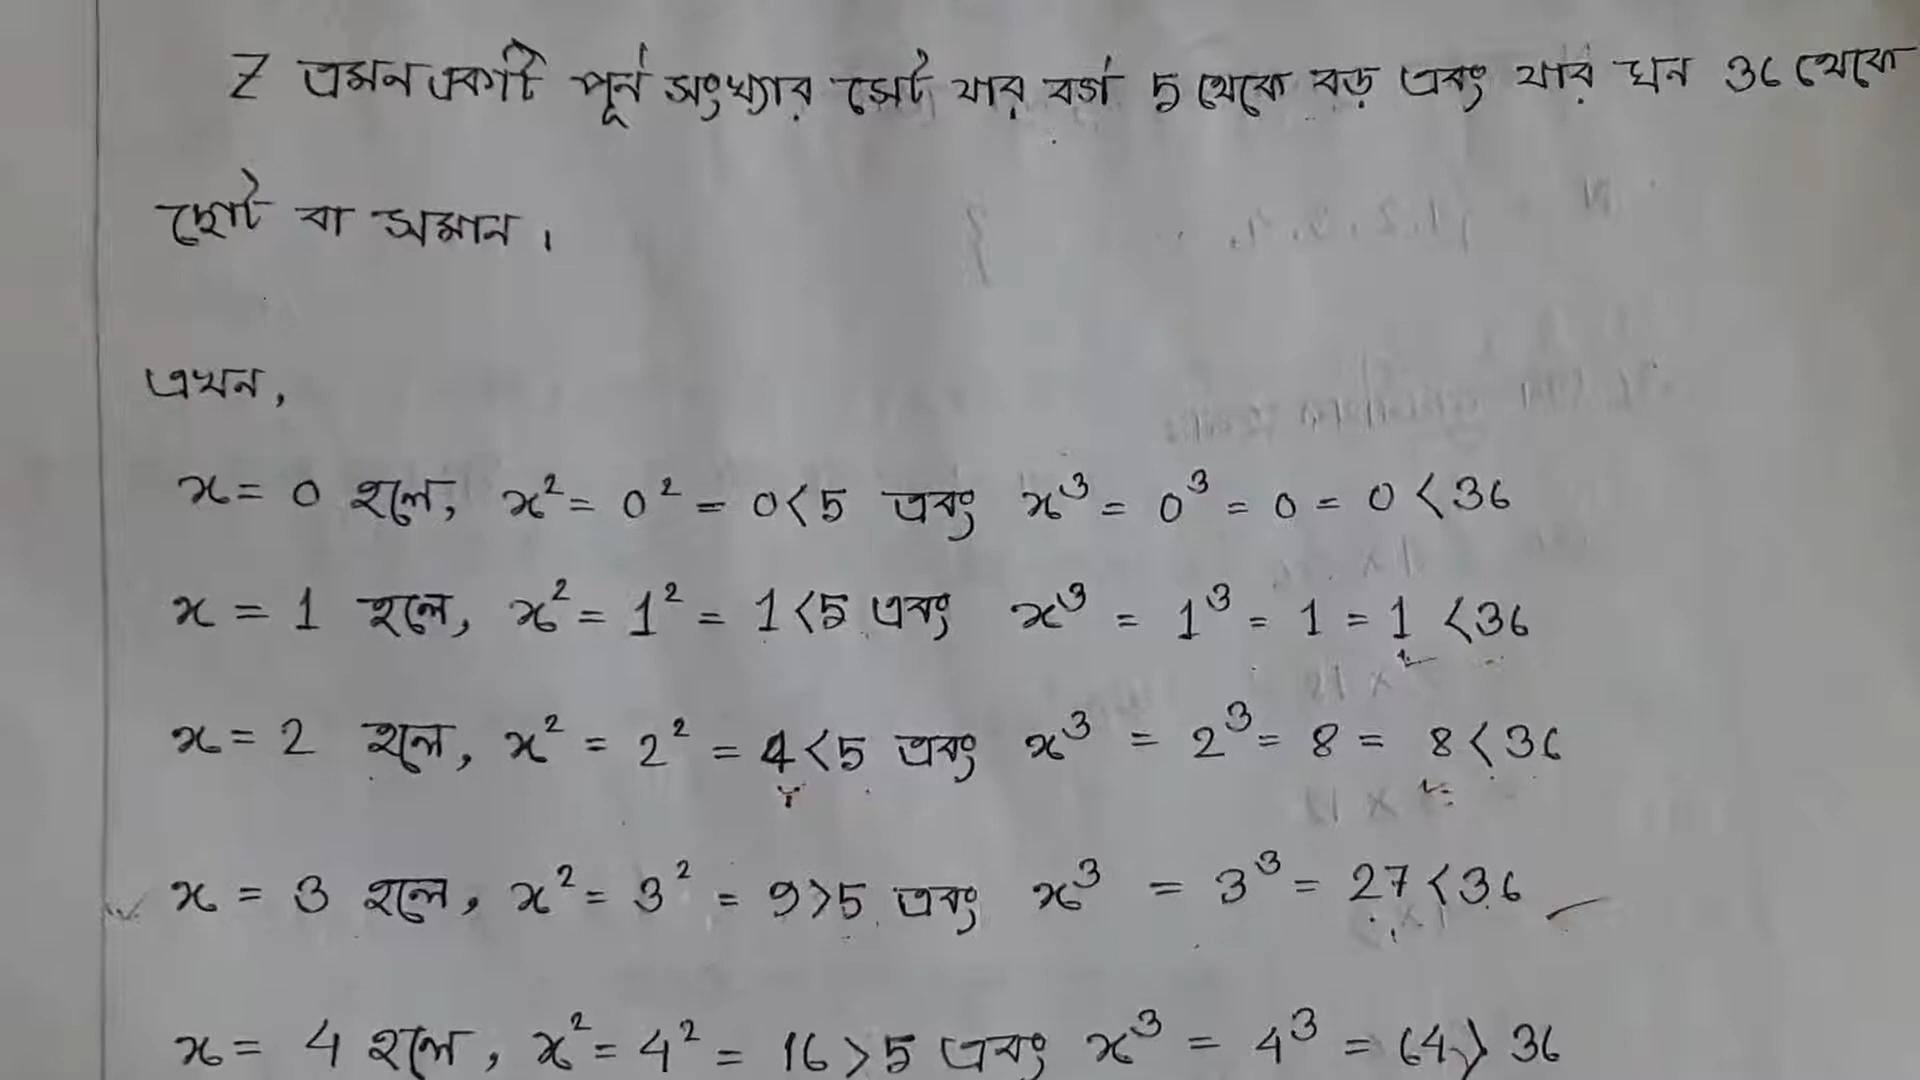 Z এমন একটি পূর্ন সংখ্যার সেট যার বর্গ 5 থেকে বড় এবং যার ঘন 36 থেকে
ছোট বা সমান।
এখন,
x = 0 হলে, x² = 0² = 0<5 এবং x³ = 0³ = 0 = 0 <36
x = 1 হলে, x² = 1² = 1<5 এবং x³ = 1³ = 1 = 1 <36
x = 2 হলে, x² = 2² = 4<5 এবং x³ = 2³ = 8 = 8<36
x = 3 হলে, x² = 3² = 9>5 এবং x³ = 3³ = 27<36
x = 4 হলে, x² = 4² = 16>5 এবং x³ = 4³ = 64> 36